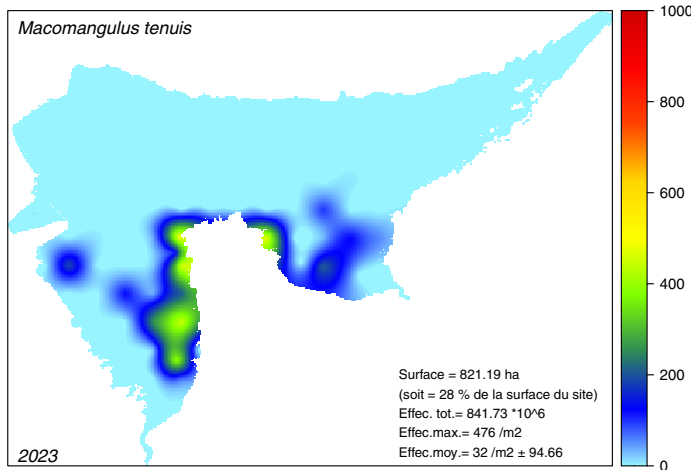 Macomangulus tenuis
1000
800
600
400
200
0
Surface = 821.19 ha
(soit = 28 % de la surface du site)
Effec. tot.= 841.73 *10^6
Effec.max.= 476 /m2
Effec.moy.= 32 /m2 ± 94.66
2023